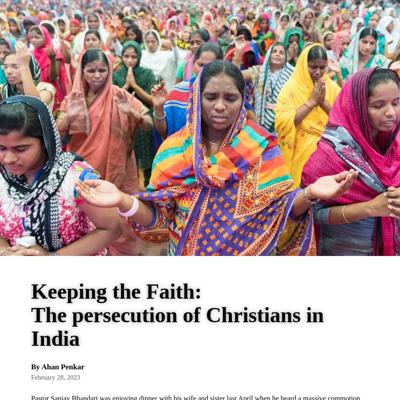 Keeping the Faith:
The persecution of Christians in
India
By Ahan Penkar
February 28, 2023
Pastor Sanjay Bhandari was enjoying dinner with his wife and sister last April when he heard a massive commotion